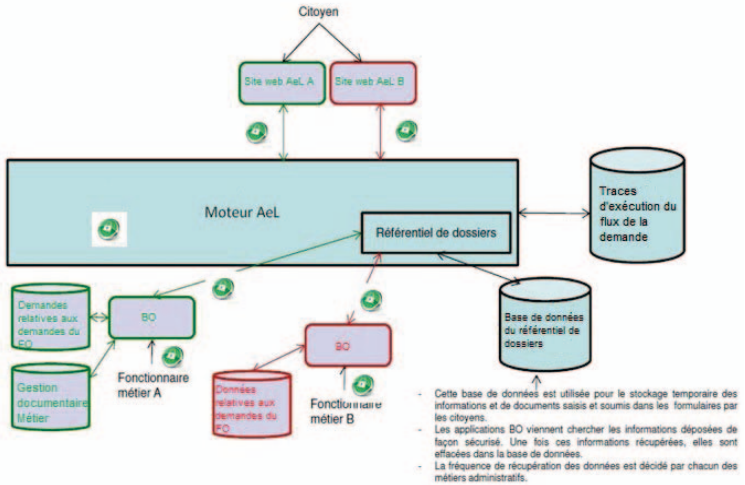 Citoyen
Site web AeL A
Site web AeL B
Moteur AeL
Référentiel de dossiers
Traces
d'exécution du
flux de la
demande
Demandes
relatives aux
demandes du
FO
BO
Gestion
documentaire
Métier
Fonctionnaire
métier A
BO
Données
relatives aux
demandes du FO
Fonctionnaire
métier B
Base de données
du référentiel de
dossiers
- Cette base de données est utilisée pour le stockage temporaire des
informations et de documents saisis et soumis dans les formulaires par
les citoyens.
- Les applications BO viennent chercher les informations déposées de
façon sécurisé. Une fois ces informations récupérées, elles sont
effacées dans la base de données.
- La fréquence de récupération des données est décidé par chacun des
métiers administratifs.